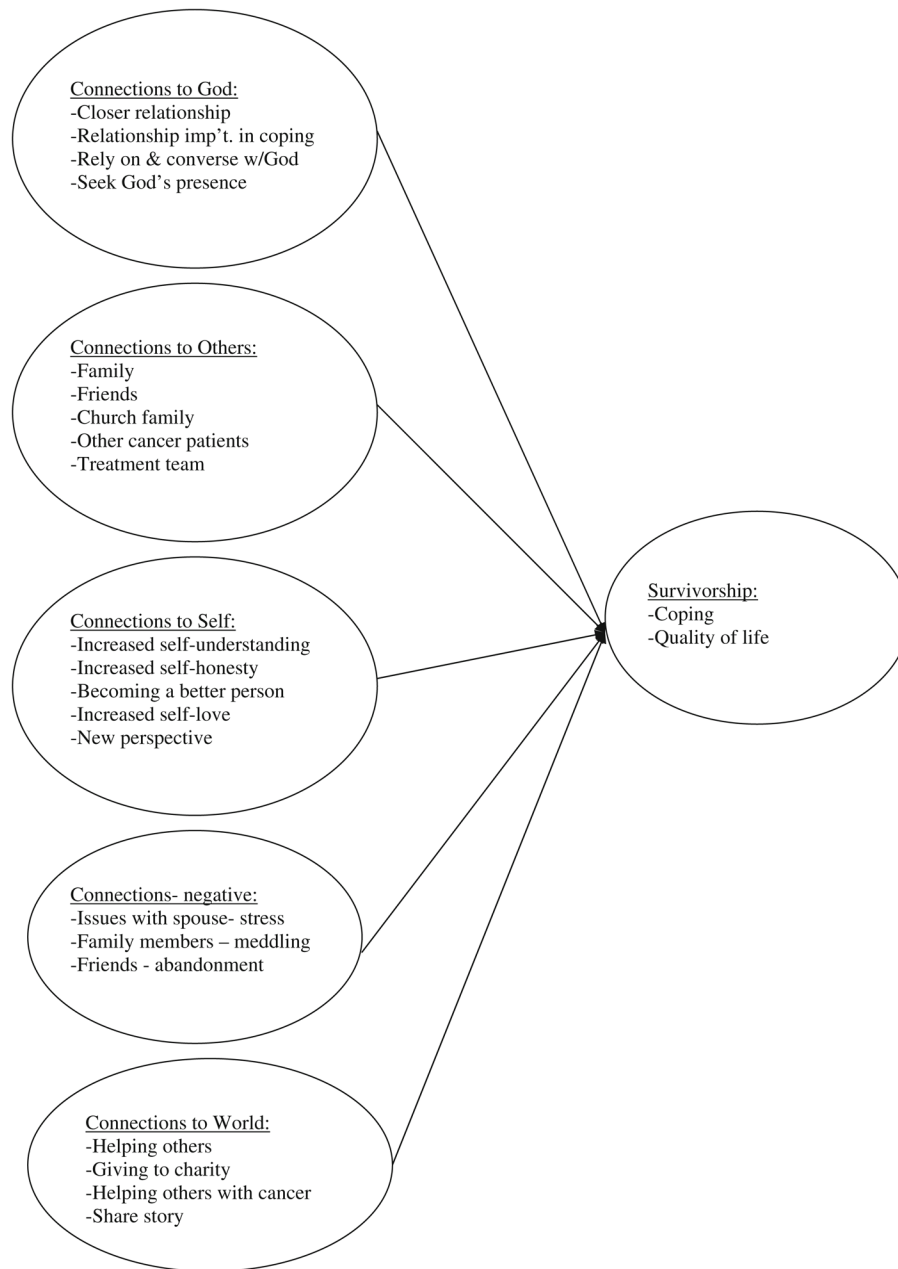 Connections to God:
-Closer relationship
-Relationship imp't. in coping
-Rely on & converse w/God
-Seek God's presence
Connections to Others:
-Family
-Friends
-Church family
-Other cancer patients
-Treatment team
Connections to Self:
-Increased self-understanding
-Increased self-honesty
-Becoming a better person
-Increased self-love
-New perspective
Connections- negative:
-Issues with spouse- stress
-Family members – meddling
-Friends - abandonment
Connections to World:
-Helping others
-Giving to charity
-Helping others with cancer
-Share story
Survivorship:
-Coping
-Quality of life